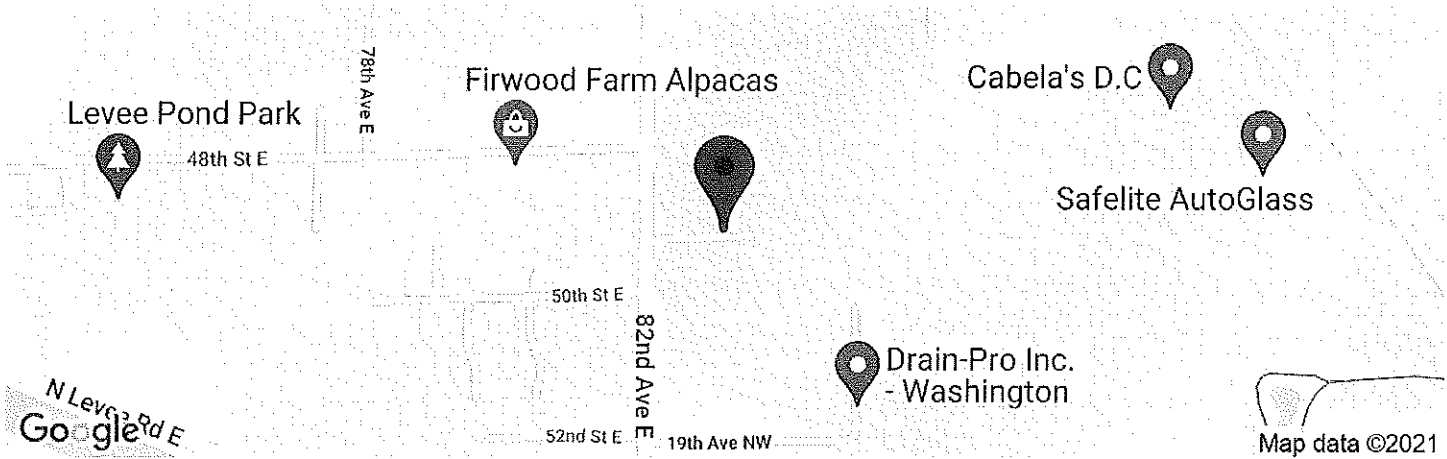 78th Ave E
Firwood Farm Alpacas
Cabela's D.C
Levee Pond Park
48th St E
Safelite AutoGlass
50th St E
82nd Ave E
Drain-Pro Inc.
- Washington
N Levee Rd E
Google
52nd St E
19th Ave NW
Map data ©2021